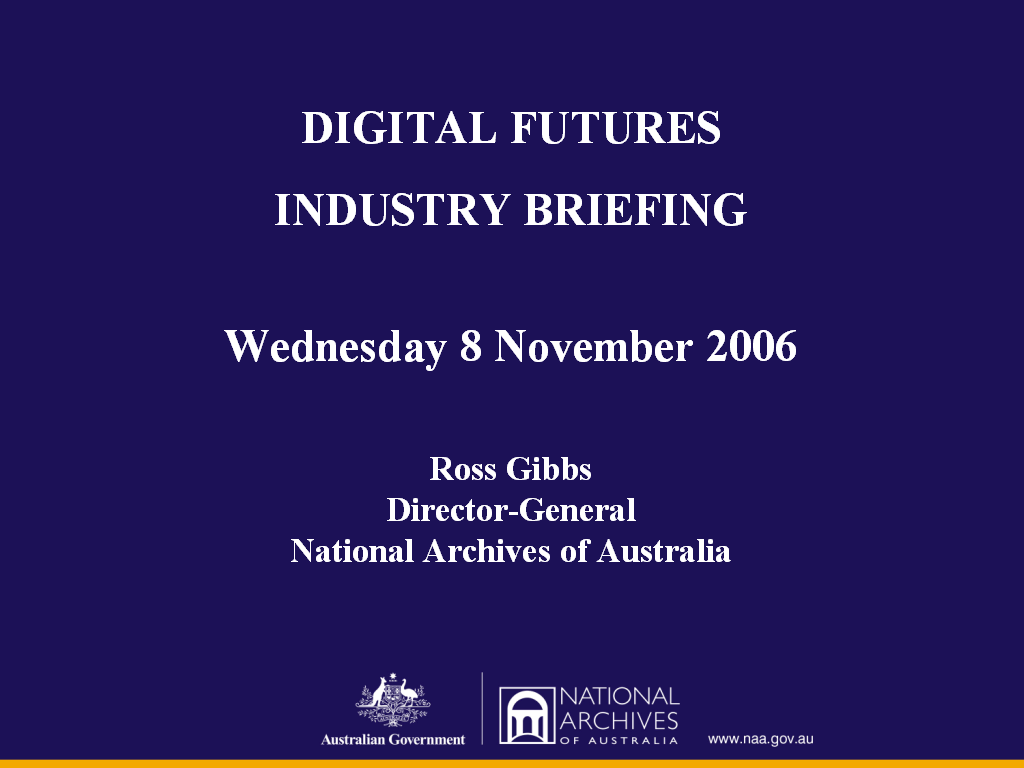 DIGITAL FUTURES
INDUSTRY BRIEFING
Wednesday 8 November 2006
Ross Gibbs
Director-General
National Archives of Australia
Australian Government
NATIONAL
ARCHIVES
OF AUSTRALIA
www.naa.gov.au